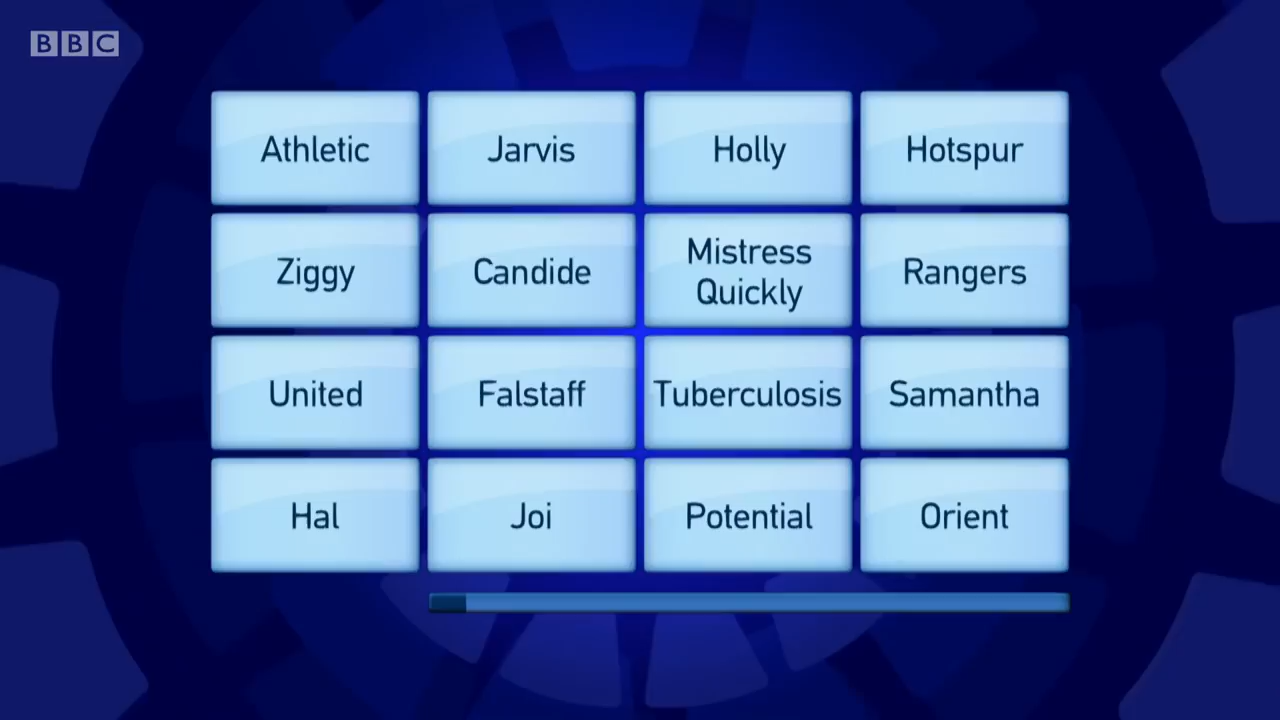 BBC
Athletic
Jarvis
Holly
Hotspur
Ziggy
Candide
Mistress
Quickly
Rangers
United
Falstaff
Tuberculosis
Samantha
Hal
Joi
Potential
Orient